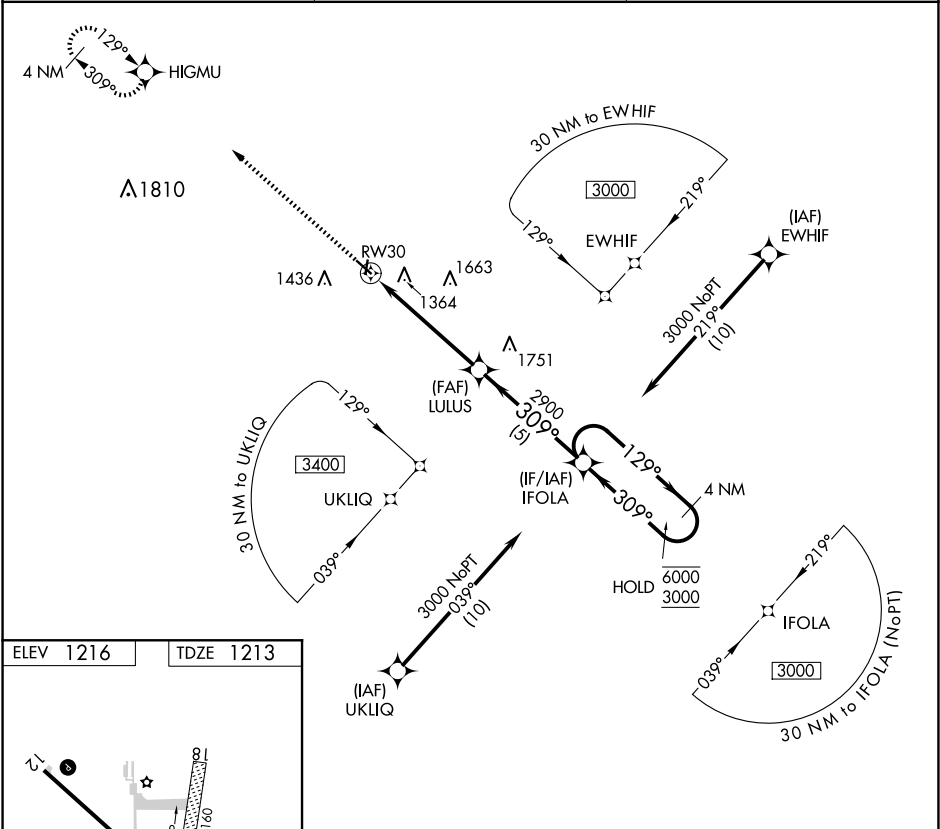 129°
4 NM
309°
HIGMU
30 NM to EWHIF
3000
219°
129°
EWHIF
(IAF)
EWHIF
1810
RW30
1436
1364
1663
3000 NoPT
219°
(10)
1751
(FAF)
LULUS
2900
309°
(5)
30 NM to UKLIQ
129°
3400
UKLIQ
039°
(IF/IAF)
IFOLA
129°
309°
4 NM
HOLD
6000
3000
3000 NoPT
039°
(10)
(IAF)
UKLIQ
219°
IFOLA
039°
3000
30 NM to IFOLA (NoPT)
ELEV 1216
TDZE 1213
12
P
18